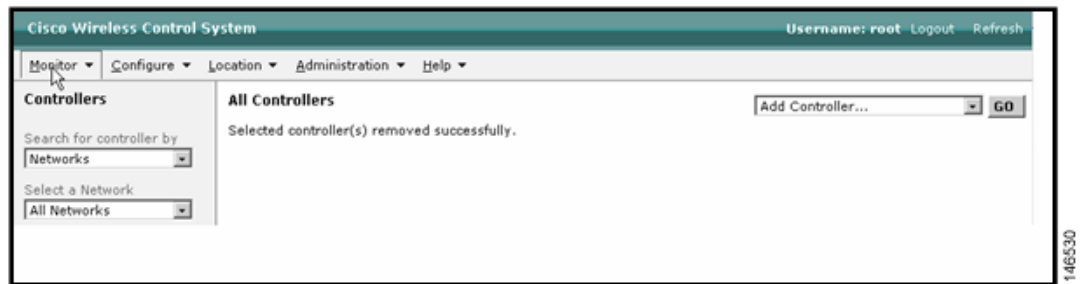 Cisco Wireless Control System
Username: root Logout Refresh
Monitor Configure Location Administration Help
Controllers
Search for controller by
Networks
Select a Network
All Networks
All Controllers
Selected controller(s) removed successfully.
Add Controller... GO
146530